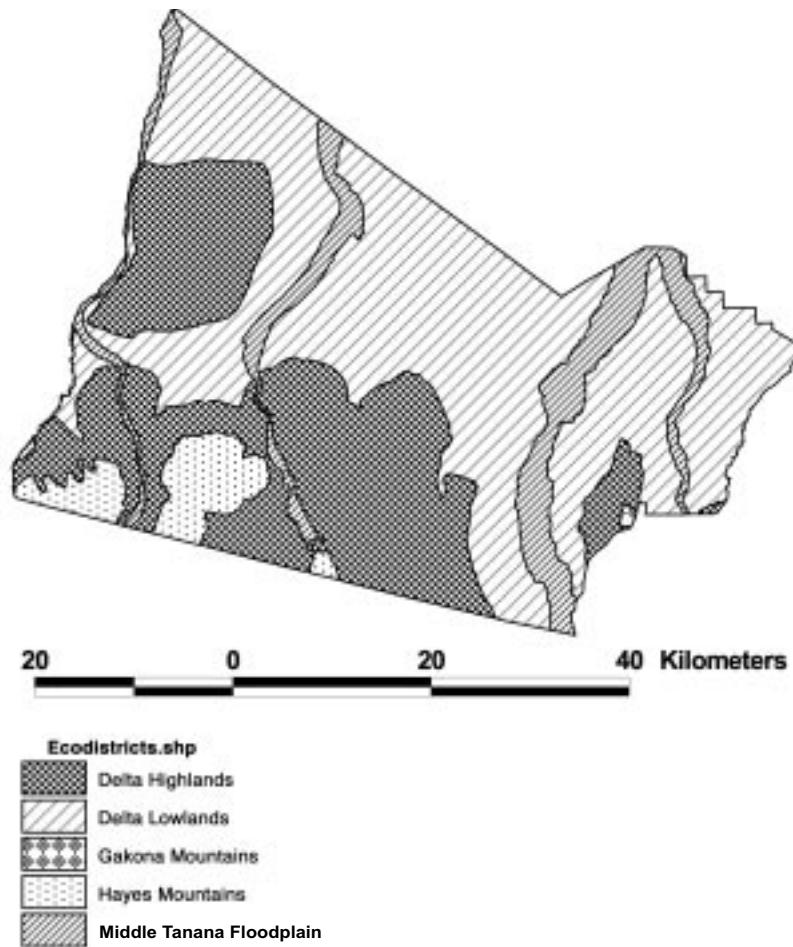 20 0 20 40 Kilometers
Ecodistricts.shp
Delta Highlands
Delta Lowlands
Gakona Mountains
Hayes Mountains
Middle Tanana Floodplain